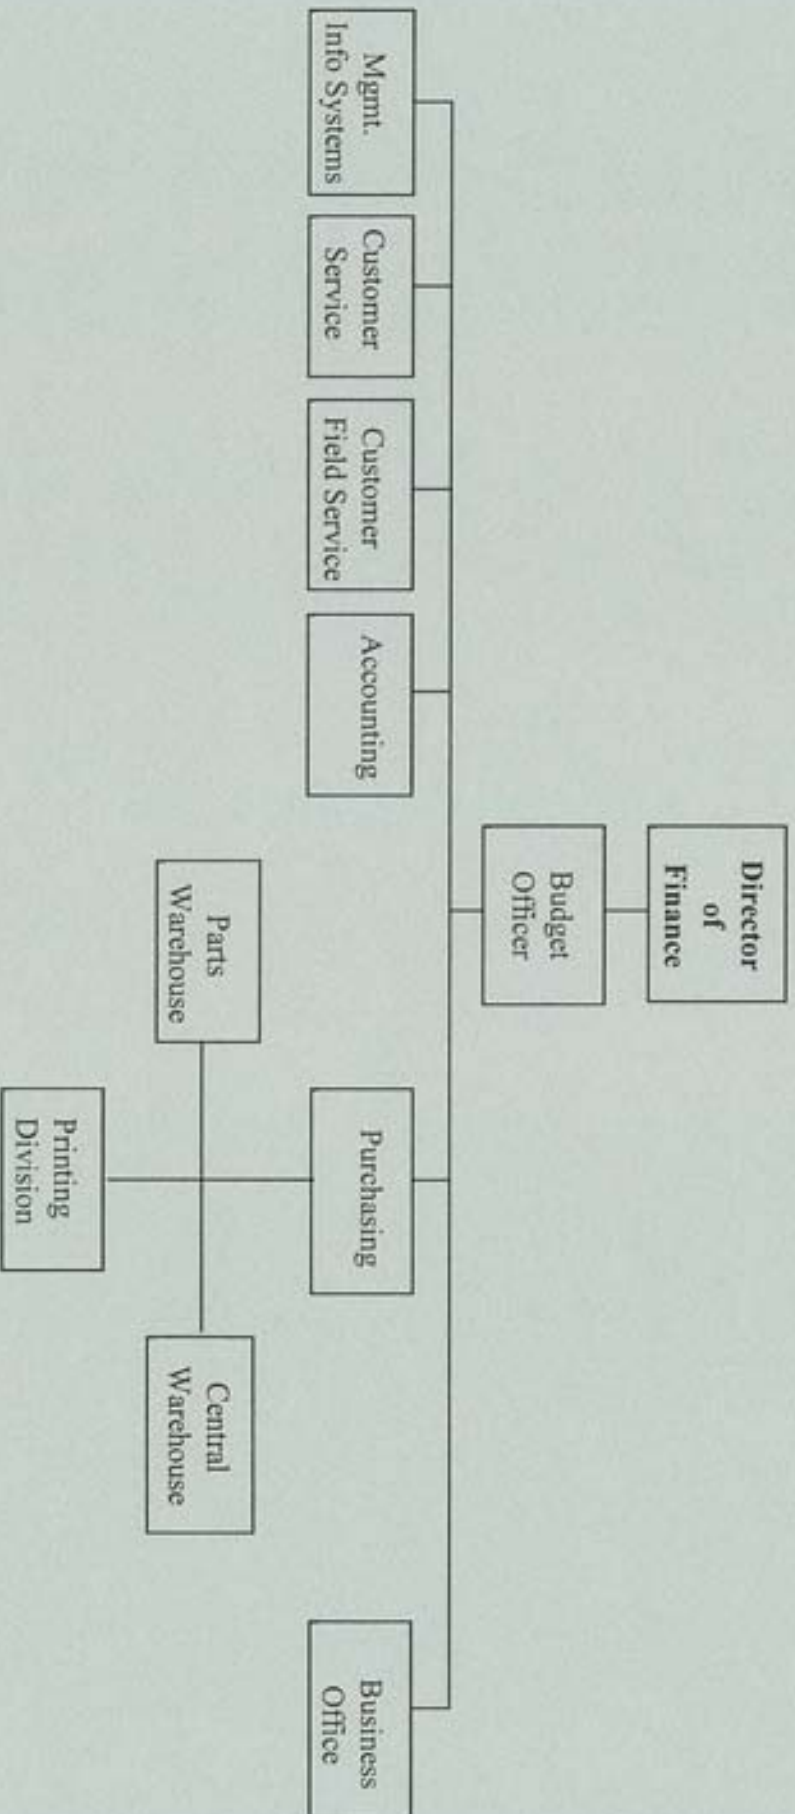 Director
of
Finance
Budget
Officer
Mgmt.
Info Systems
Customer
Service
Customer
Field Service
Accounting
Purchasing
Business
Office
Parts
Warehouse
Central
Warehouse
Printing
Division